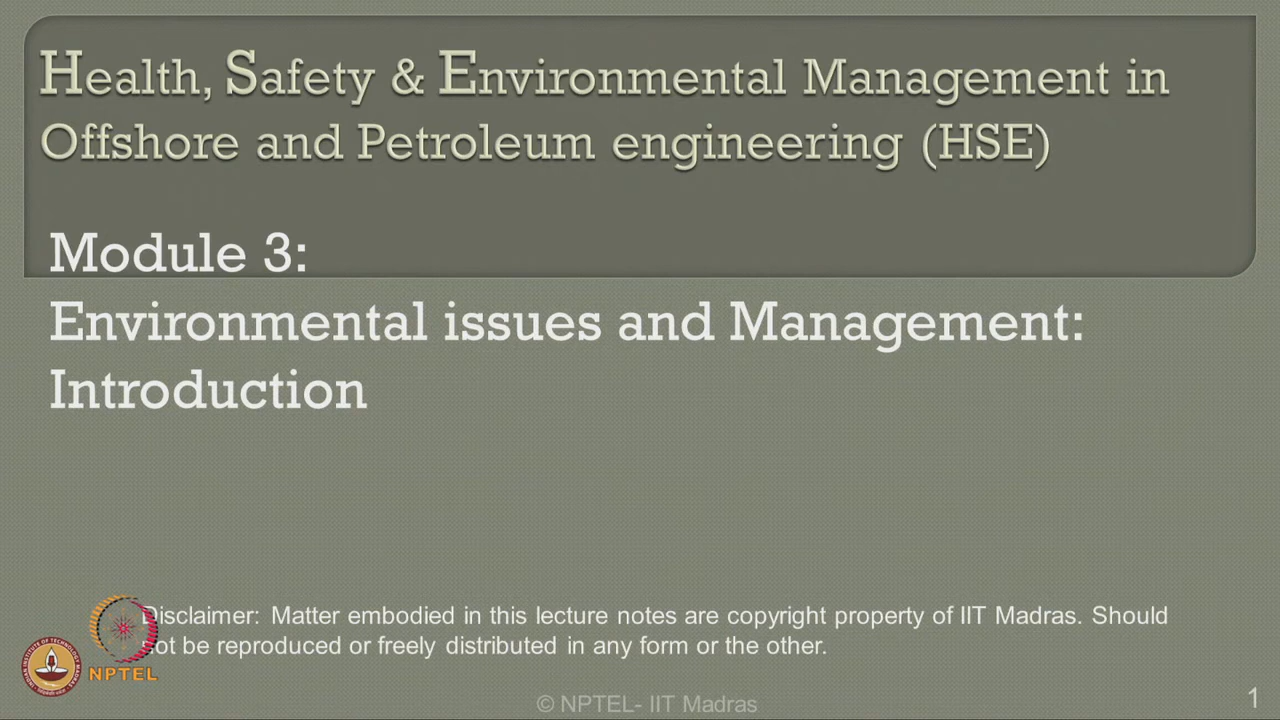 Health, Safety & Environmental Management in
Offshore and Petroleum engineering (HSE)
Module 3:
Environmental issues and Management:
Introduction
Disclaimer: Matter embodied in this lecture notes are copyright property of IIT Madras. Should
not be reproduced or freely distributed in any form or the other.
NPTEL
© NPTEL- IIT Madras
1